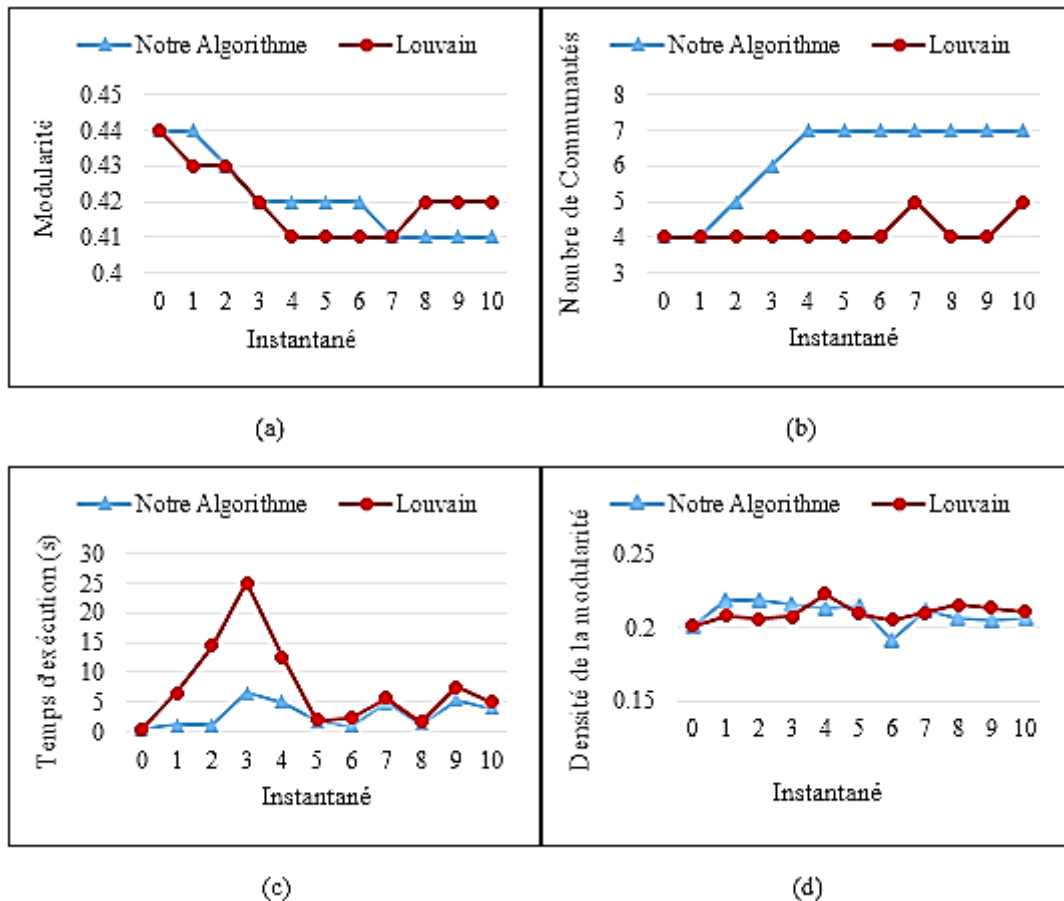 Notre Algorithme Louvain
Modularité
0.45
0.44
0.43
0.42
0.41
0.4
0 1 2 3 4 5 6 7 8 9 10
Instantané
(a)
Notre Algorithme Louvain
Nombre de Communautés
8
7
6
5
4
3
0 1 2 3 4 5 6 7 8 9 10
Instantané
(b)
Notre Algorithme Louvain
Temps d'exécution (s)
30
25
20
15
10
5
0
0 1 2 3 4 5 6 7 8 9 10
Instantané
(c)
Notre Algorithme Louvain
Densité de la modularité
0.25
0.2
0.15
0 1 2 3 4 5 6 7 8 9 10
Instantané
(d)